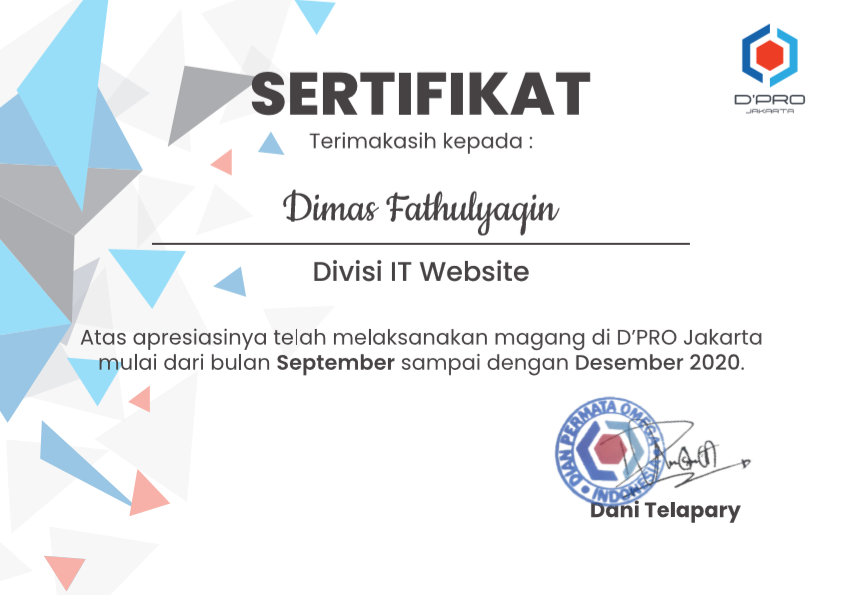 SERTIFIKAT
D'PRO
JAKARTA
Terimakasih kepada :
Dimas Fathulyaqin
Divisi IT Website
Atas apresiasinya telah melaksanakan magang di D’PRO Jakarta
mulai dari bulan September sampai dengan Desember 2020.
DIAN PERMATA OMEGA
INDONESIA
Dani Telapary